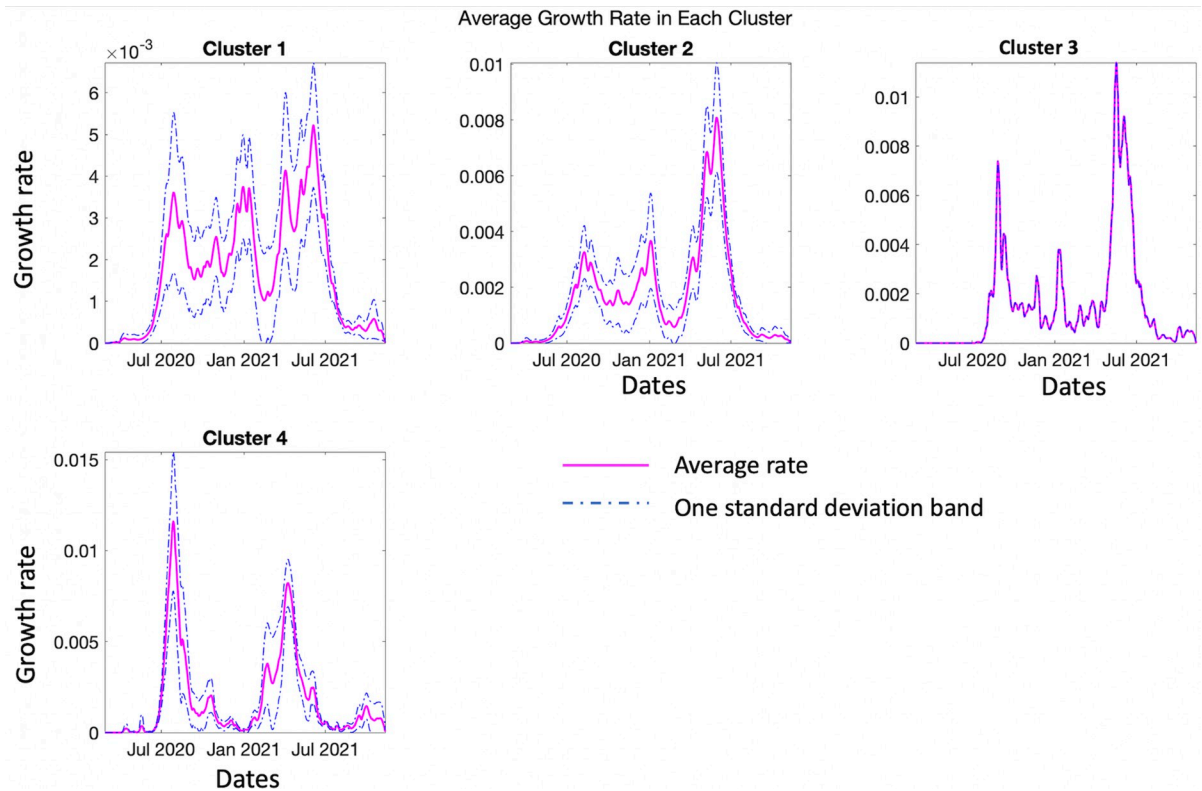 Average Growth Rate in Each Cluster
Cluster 1
×10⁻³
6
5
4
3
2
1
0
Jul 2020 Jan 2021 Jul 2021
Growth rate
Cluster 2
0.01
0.008
0.006
0.004
0.002
0
Jul 2020 Jan 2021 Jul 2021
Dates
Cluster 3
0.01
0.008
0.006
0.004
0.002
0
Jul 2020 Jan 2021 Jul 2021
Dates
Cluster 4
0.015
0.01
0.005
0
Jul 2020 Jan 2021 Jul 2021
Growth rate
Dates
Average rate
One standard deviation band